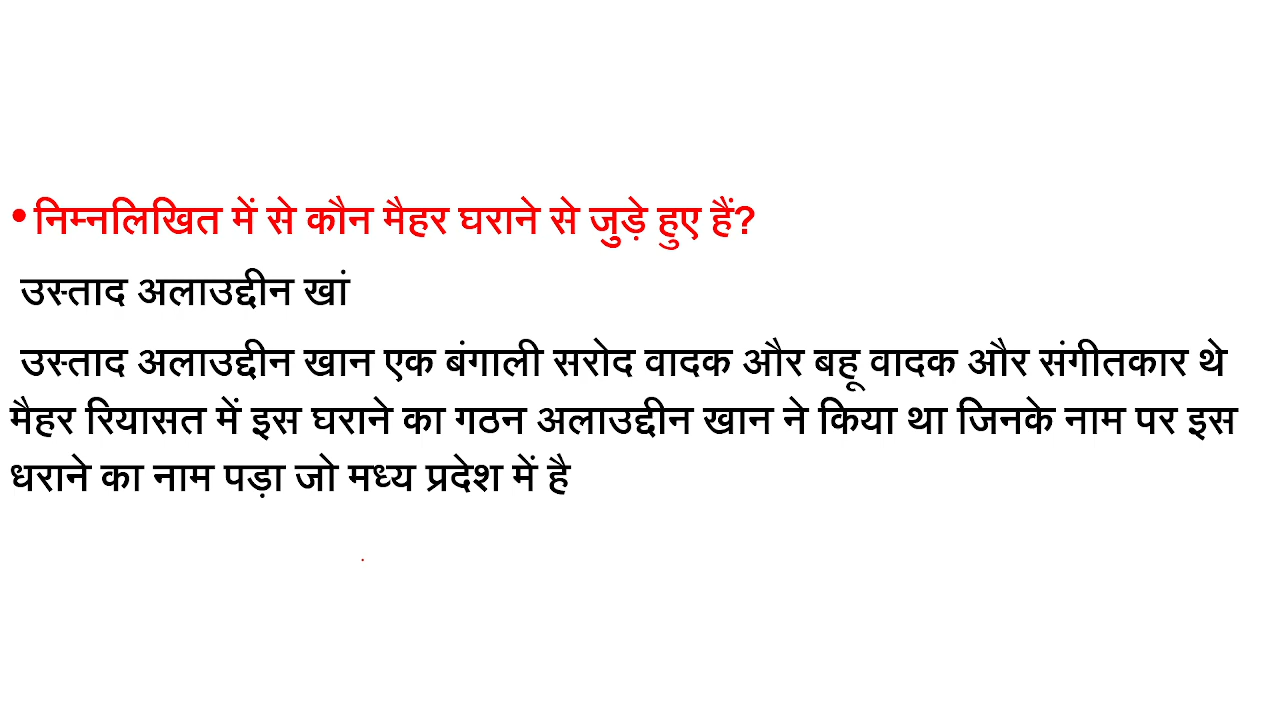 • निम्नलिखित में से कौन मैहर घराने से जुड़े हुए हैं?
उस्ताद अलाउद्दीन खां
उस्ताद अलाउद्दीन खान एक बंगाली सरोद वादक और बहू वादक और संगीतकार थे
मैहर रियासत में इस घराने का गठन अलाउद्दीन खान ने किया था जिनके नाम पर इस
धराने का नाम पड़ा जो मध्य प्रदेश में है